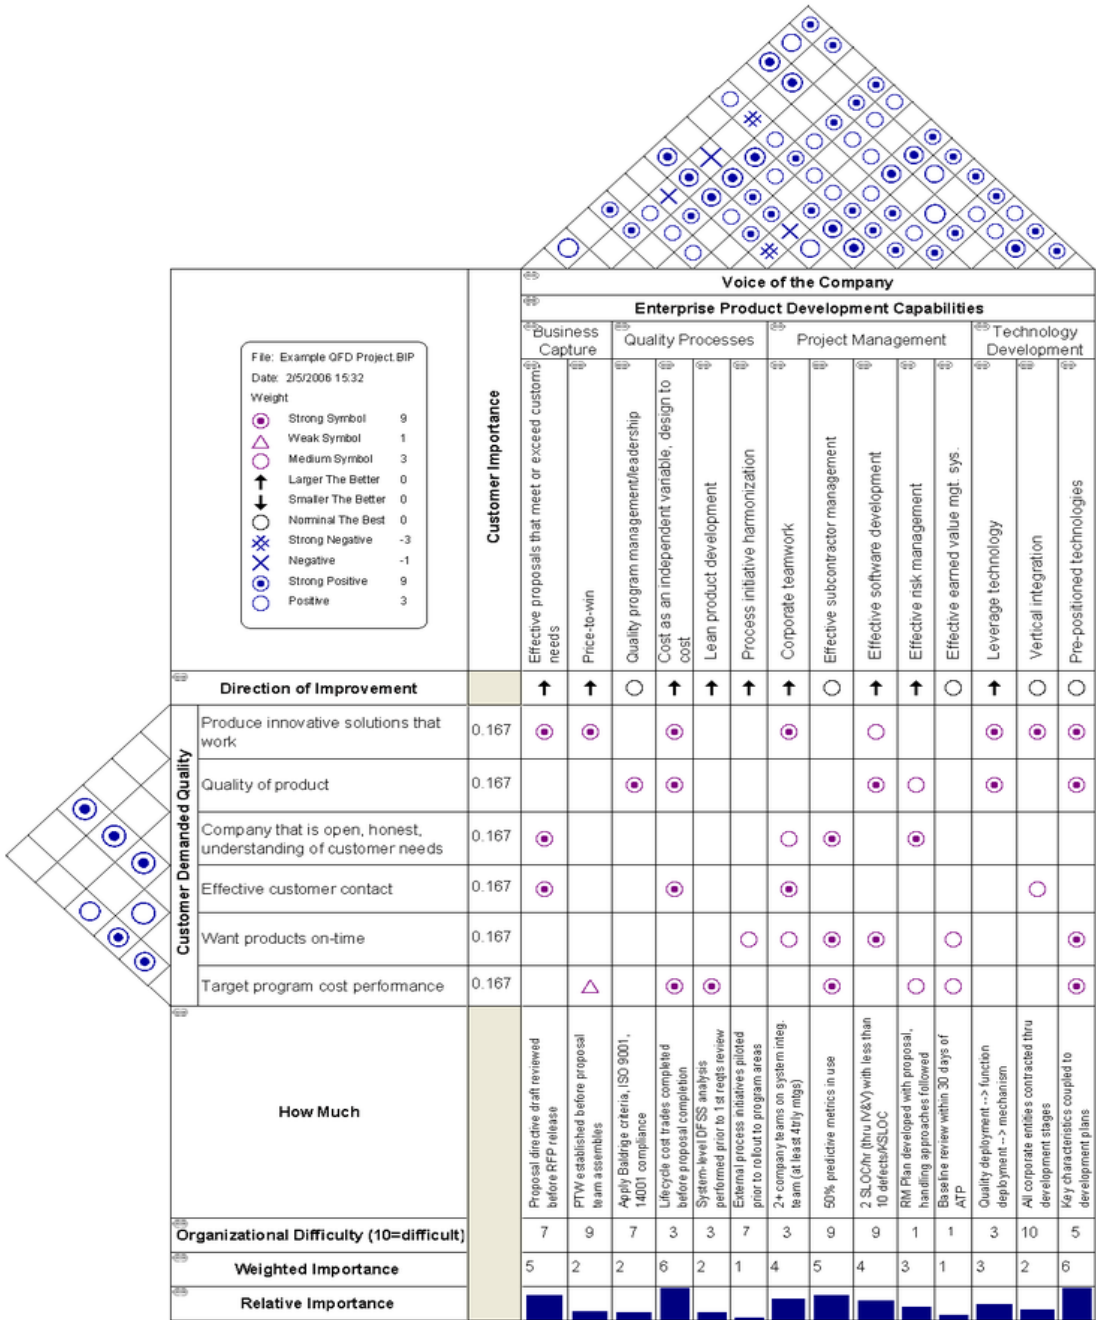 Voice of the Company
Enterprise Product Development Capabilities
Business
Capture
Quality Processes
Project Management
Technology
Development
File: Example QFD Project.BIP
Date: 2/5/2006 15:32
Weight
Strong Symbol 9
Weak Symbol 1
Medium Symbol 3
Larger The Better 0
Smaller The Better 0
Norminal The Best 0
Strong Negative -3
Negative -1
Strong Positive 9
Positive 3
Customer Importance
Effective proposals that meet or exceed customs
needs
Price-to-win
Quality program management/leadership
Cost as an independent variable, design to
cost
Lean product development
Process initiative harmonization
Corporate teamwork
Effective subcontractor management
Effective software development
Effective risk management
Effective earned value mgt. sys.
Leverage technology
Vertical integration
Pre-positioned technologies
Direction of Improvement
Customer Demanded Quality
Produce innovative solutions that
work
0.167
Quality of product
0.167
Company that is open, honest,
understanding of customer needs
0.167
Effective customer contact
0.167
Want products on-time
0.167
Target program cost performance
0.167
How Much
Proposal directive draft reviewed
before RFP release
PTW established before proposal
team assembles
Apply Baldrige criteria, ISO 9001,
14001 compliance
Lifecycle cost trades completed
before proposal completion
System-level DFSS analysis
performed prior to 1st reqts review
External process initiatives piloted
prior to rollout to program areas
2+ company teams on system integ.
team (at least 4trly mtgs)
50% predictive metrics in use
2 SLOC/hr (thru IV&V) with less than
10 defects/KSLOC
RM Plan developed with proposal,
handling approaches followed
Baseline review within 30 days of
ATP
Quality deployment --> function
deployment --> mechanism
All corporate entities contracted thru
development stages
Key characteristics coupled to
development plans
Organizational Difficulty (10=difficult) 7 9 7 3 3 7 3 9 9 1 1 3 10 5
Weighted Importance 5 2 2 6 2 1 4 5 4 3 1 3 2 6
Relative Importance